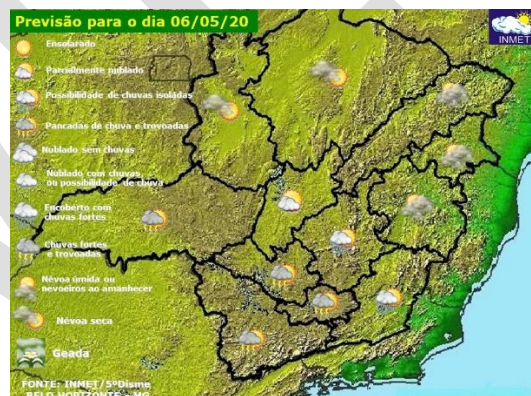 Previsão para o dia 06/05/20
INMET
Ensolarado
Parcialmente nublado
Possibilidade de chuvas isoladas
Pancadas de chuva e trovoadas
Nublado sem chuvas
Nublado com chuvas
ou possibilidade de chuva
Encoberto com
chuvas fortes
Chuvas fortes
e trovoadas
Névoa úmida ou
nevoeiros ao amanhecer
Névoa seca
Geada
FONTE: INMET/5ºDisme
BELO HORIZONTE - MG